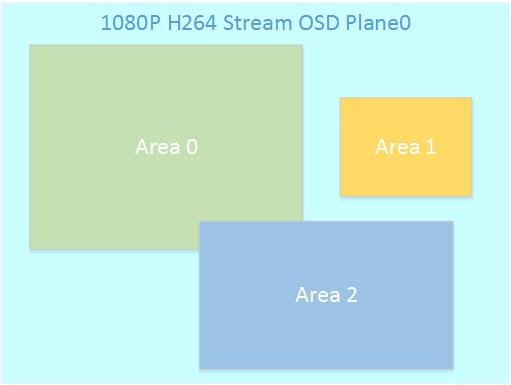 1080P H264 Stream OSD Plane0
Area 0
Area 1
Area 2